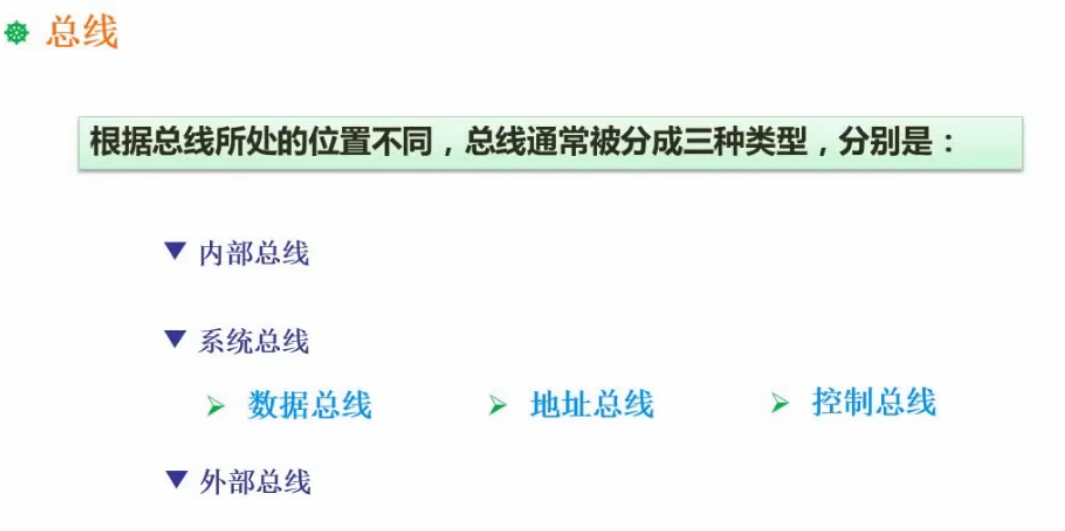 总线
根据总线所处的位置不同，总线通常被分成三种类型，分别是：
内部总线
系统总线
数据总线 地址总线 控制总线
外部总线